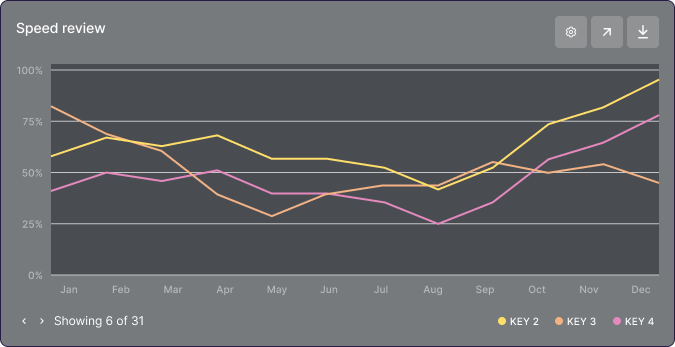 Speed review
100%
75%
50%
25%
0%
Jan Feb Mar Apr May Jun Jul Aug Sep Oct Nov Dec
Showing 6 of 31
KEY 2 KEY 3 KEY 4